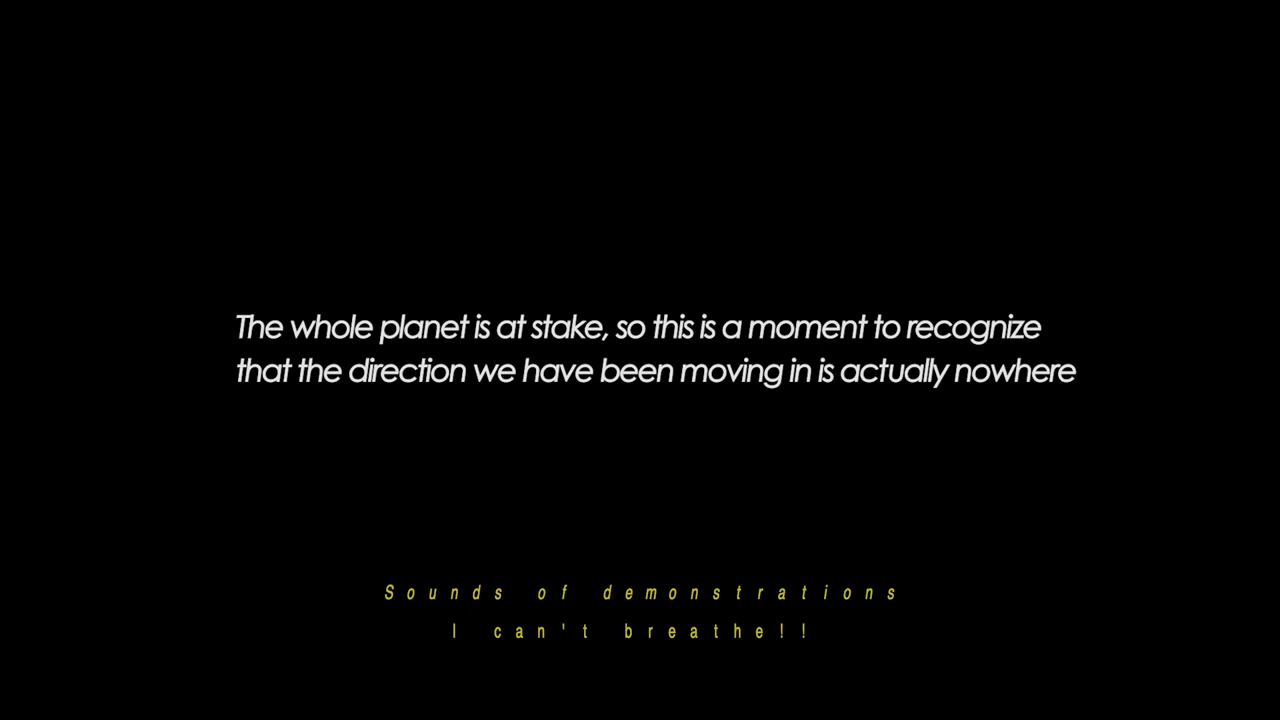 The whole planet is at stake, so this is a moment to recognize
that the direction we have been moving in is actually nowhere
Sounds of demonstrations
I can't breathe!!